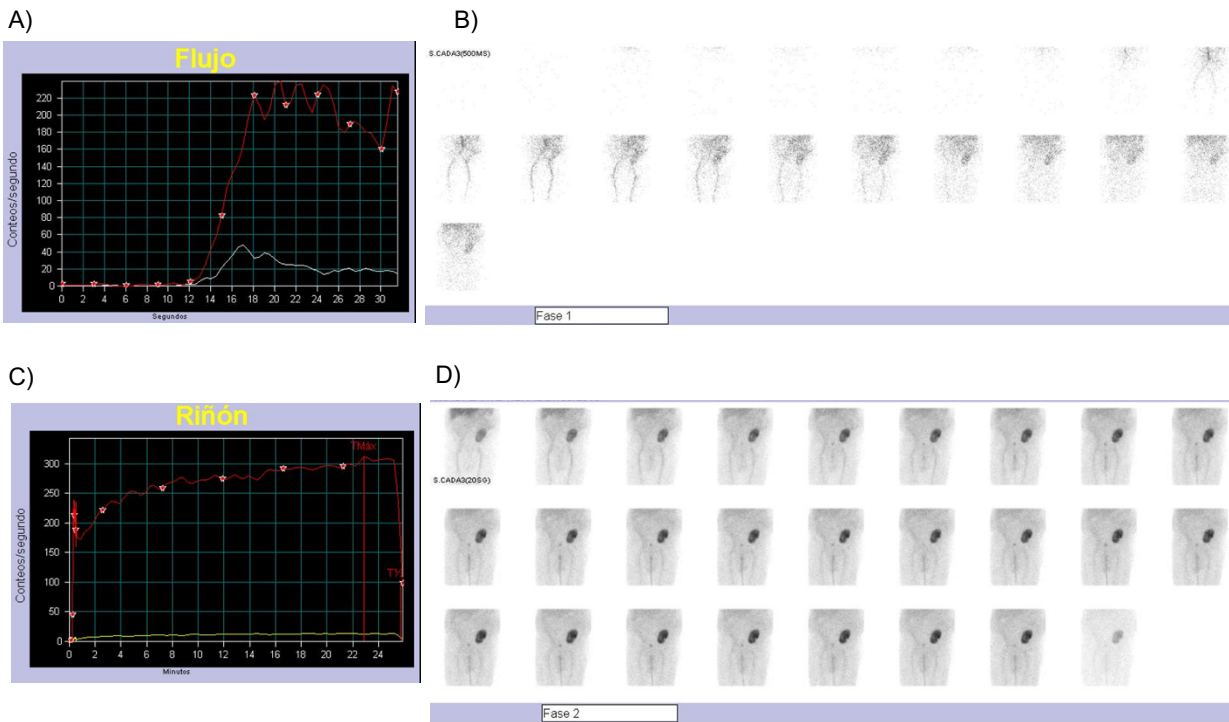 A)
Flujo
Conteos/segundo
220
200
180
160
140
120
100
80
60
40
20
0
0 2 4 6 8 10 12 14 16 18 20 22 24 26 28 30
Segundos
B)
S.CADA3(500MS)
Fase 1
C)
Riñón
Conteos/segundo
TMáx
300
250
200
150
100
50
0
0 2 4 6 8 10 12 14 16 18 20 22 24
Minutos
D)
S.CADA3(20SG)
Fase 2